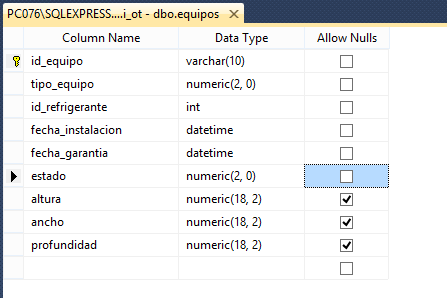 PC076\SQLEXPRESS....i_ot - dbo.equipos
Column Name Data Type Allow Nulls
id_equipo varchar(10)
tipo_equipo numeric(2, 0)
id_refrigerante int
fecha_instalacion datetime
fecha_garantia datetime
estado numeric(2, 0)
altura numeric(18, 2)
ancho numeric(18, 2)
profundidad numeric(18, 2)